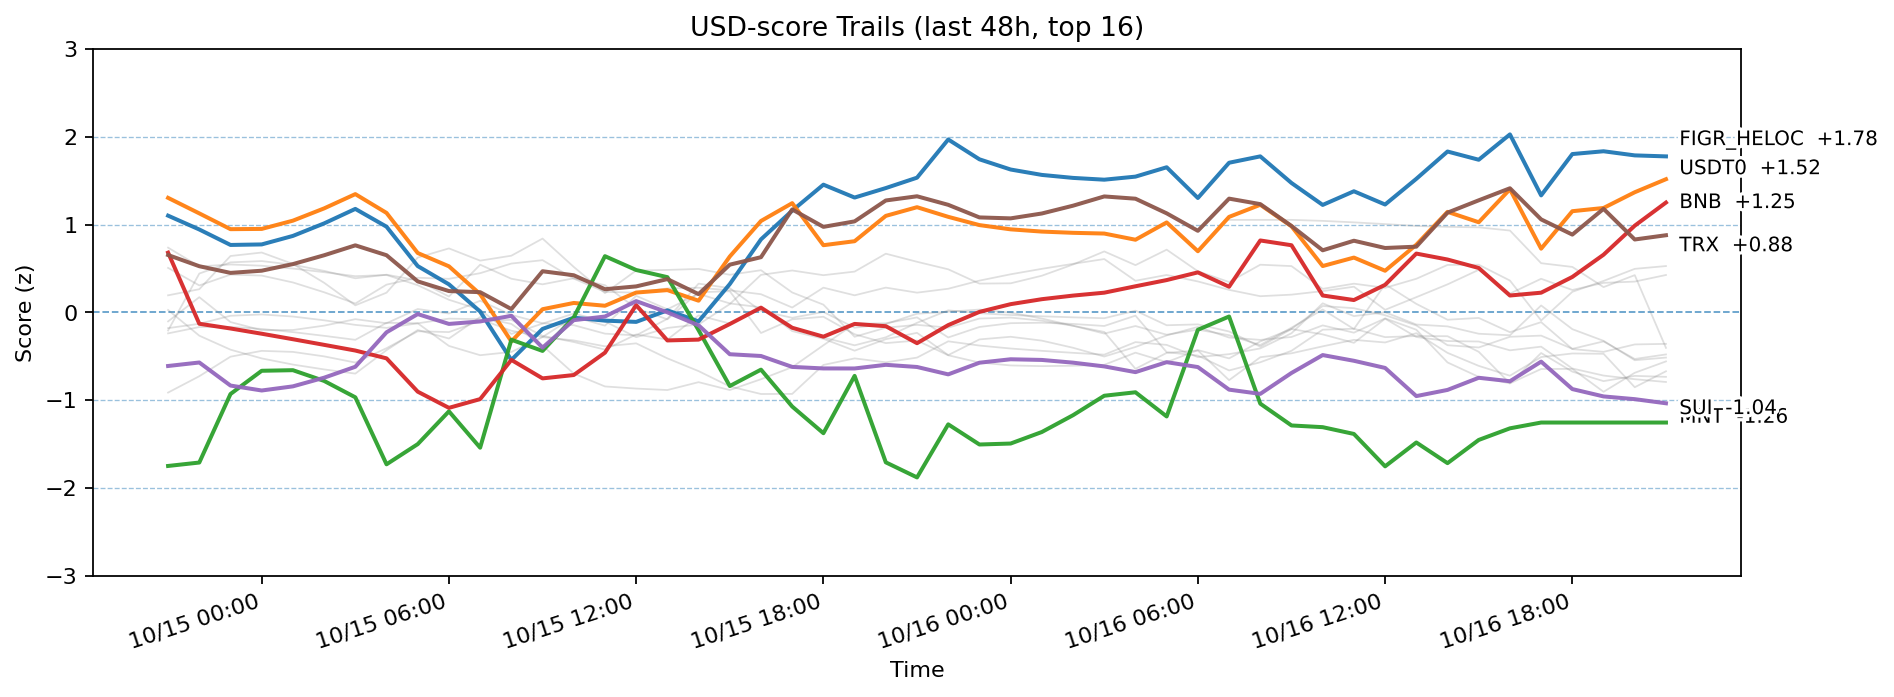 USD-score Trails (last 48h, top 16)
3
2
1
0
−1
−2
−3
Score (z)
FIGR_HELOC +1.78
USDT0 +1.52
BNB +1.25
TRX +0.88
SUI -1.04
MNT -1.26
10/15 00:00
10/15 06:00
10/15 12:00
10/15 18:00
10/16 00:00
10/16 06:00
10/16 12:00
10/16 18:00
Time